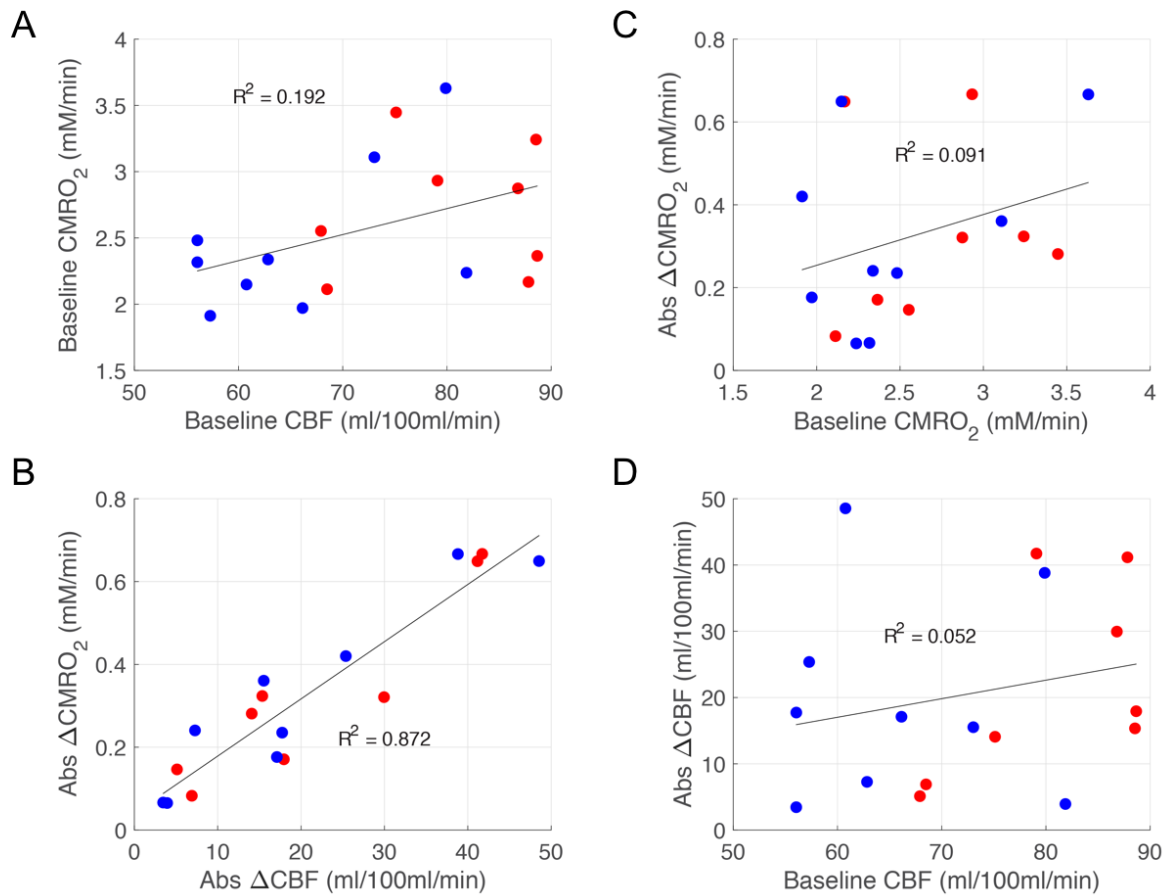 A
4
3.5
3
2.5
2
1.5
Baseline CMRO2 (mM/min)
R2 = 0.192
50 60 70 80 90
Baseline CBF (ml/100ml/min)
C
0.8
0.6
0.4
0.2
0
Abs ΔCMRO2 (mM/min)
R2 = 0.091
1.5 2 2.5 3 3.5 4
Baseline CMRO2 (mM/min)
B
0.8
0.6
0.4
0.2
0
Abs ΔCMRO2 (mM/min)
R2 = 0.872
0 10 20 30 40 50
Abs ΔCBF (ml/100ml/min)
D
50
40
30
20
10
0
Abs ΔCBF (ml/100ml/min)
R2 = 0.052
50 60 70 80 90
Baseline CBF (ml/100ml/min)